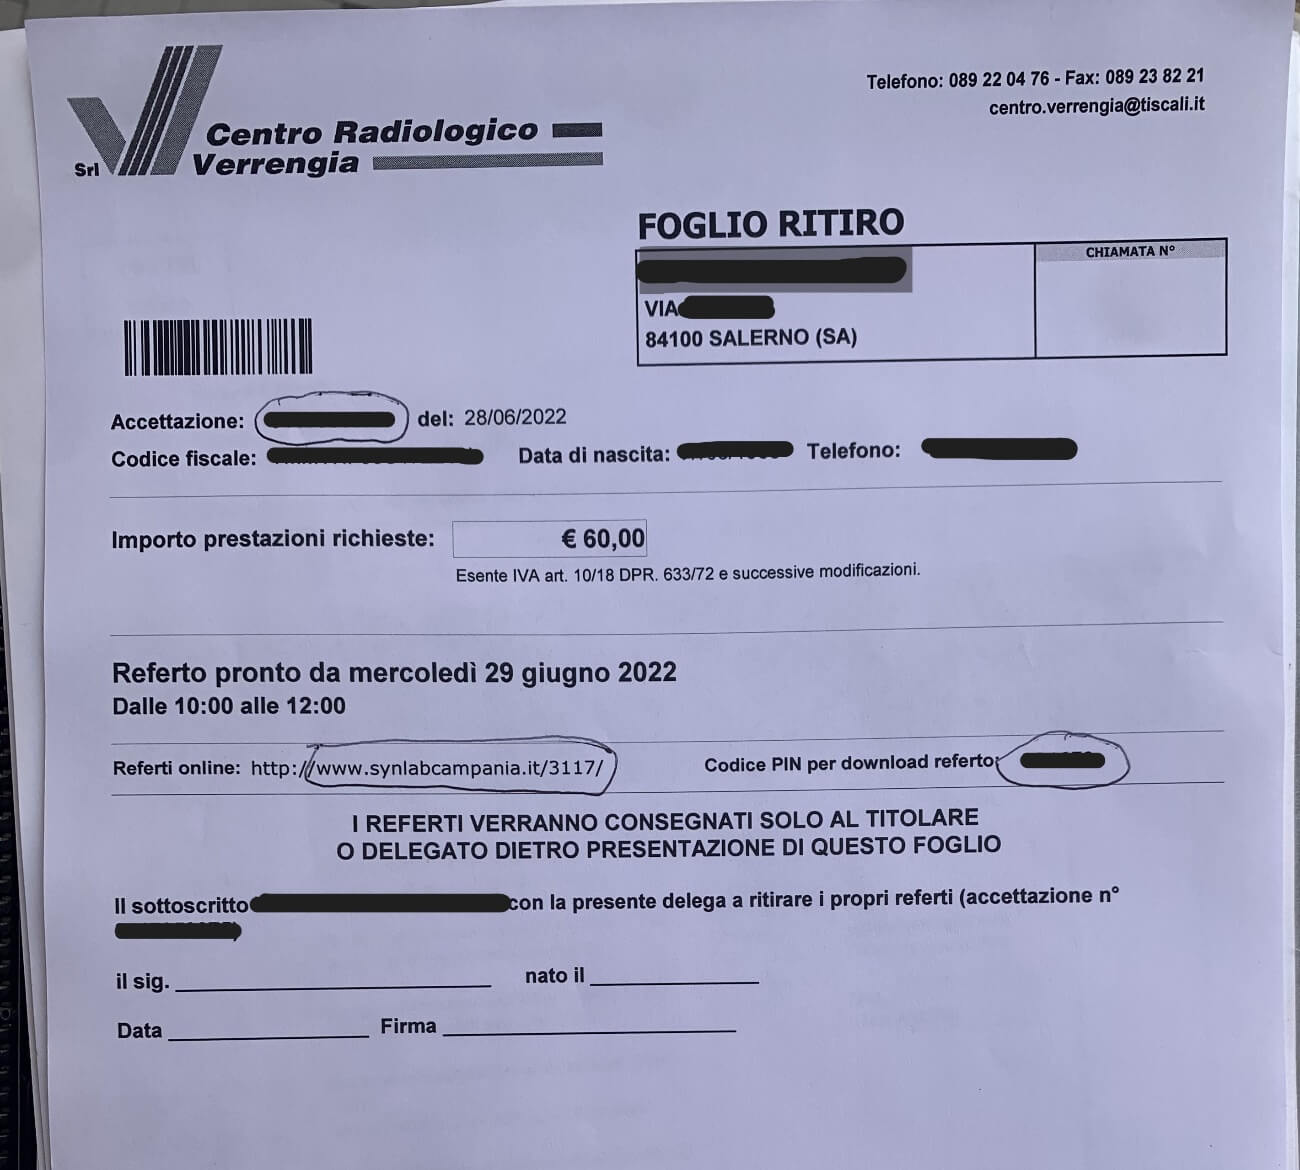 Telefono: 089 22 04 76 - Fax: 089 23 82 21
centro.verrengia@tiscali.it
Centro Radiologico
Srl Verrengia
FOGLIO RITIRO
CHIAMATA N°
VIA
84100 SALERNO (SA)
Accettazione: del: 28/06/2022
Codice fiscale: Data di nascita: Telefono:
Importo prestazioni richieste: € 60,00
Esente IVA art. 10/18 DPR. 633/72 e successive modificazioni.
Referto pronto da mercoledì 29 giugno 2022
Dalle 10:00 alle 12:00
Referti online: http://www.synlabcampania.it/3117/ Codice PIN per download referto:
I REFERTI VERRANNO CONSEGNATI SOLO AL TITOLARE
O DELEGATO DIETRO PRESENTAZIONE DI QUESTO FOGLIO
Il sottoscritto con la presente delega a ritirare i propri referti (accettazione n°
il sig. nato il
Data Firma